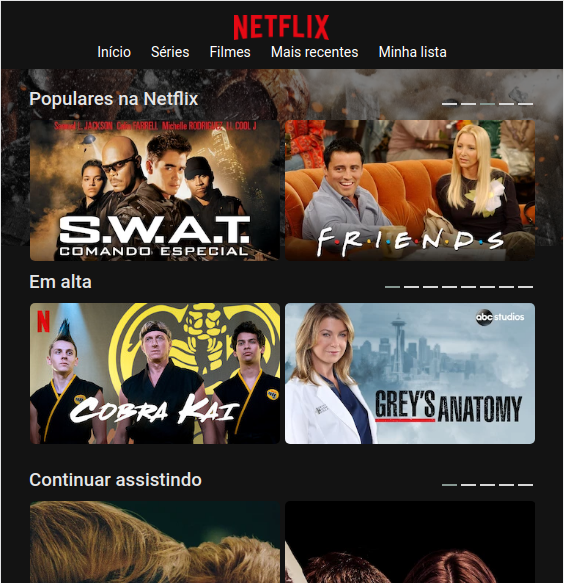 NETFLIX
Início Séries Filmes Mais recentes Minha lista
Populares na Netflix
Samuel L. JACKSON Colin FARRELL Michelle RODRIGUEZ LL COOL J
S.W.A.T.
COMANDO ESPECIAL
F·R·I·E·N·D·S
Em alta
N
COBRA KAI
abc studios
GREY'S ANATOMY
Continuar assistindo